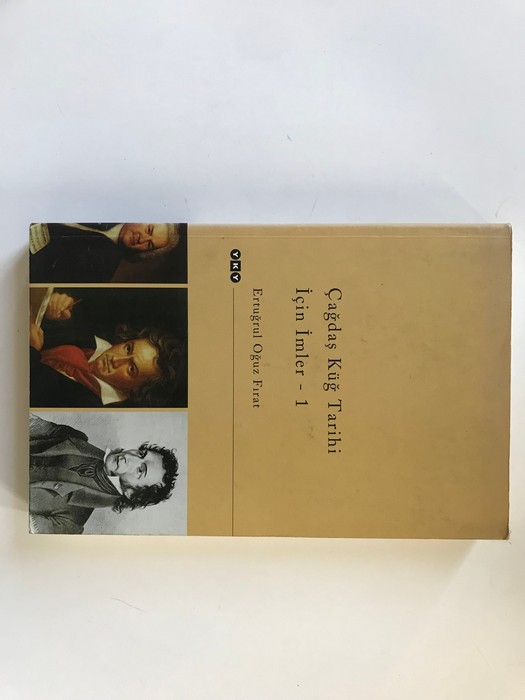 Çağdaş Küğ Tarihi
İçin İmler - 1
Ertuğrul Oğuz Fırat
YKY